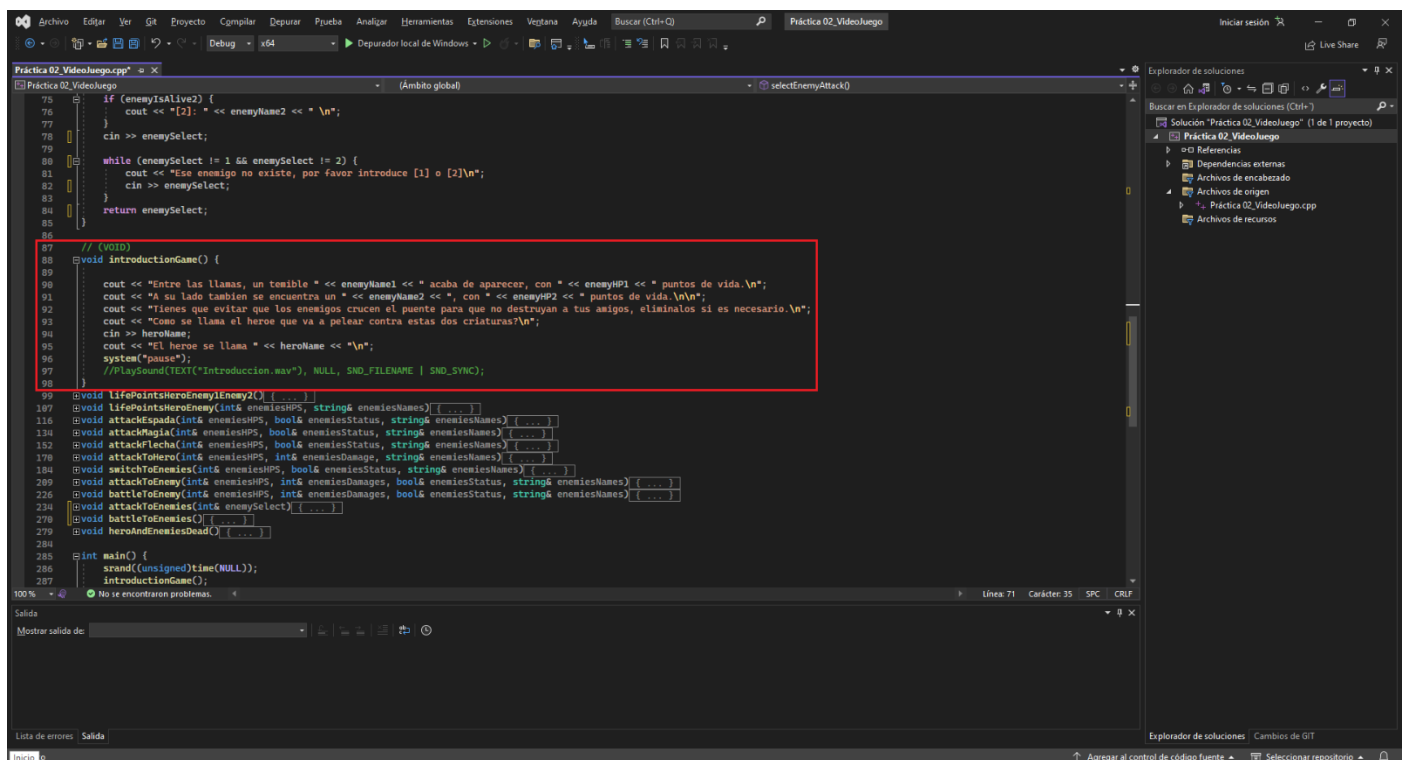 Archivo Editar Ver Git Proyecto Compilar Depurar Prueba Analizar Herramientas Extensiones Ventana Ayuda Buscar (Ctrl+Q) Práctica 02_VideoJuego Iniciar sesión
Debug x64 Depurador local de Windows Live Share
Práctica 02_VideoJuego.cpp*
Práctica 02_VideoJuego (Ámbito global) selectEnemyAttack()
75 if (enemyIsAlive2) {
76 cout << "[2]: " << enemyName2 << " \n";
77 }
78 cin >> enemySelect;
79
80 while (enemySelect != 1 && enemySelect != 2) {
81 cout << "Ese enemigo no existe, por favor introduce [1] o [2]\n";
82 cin >> enemySelect;
83 }
84 return enemySelect;
85 }
86
87 // (VOID)
88 void introductionGame() {
89
90 cout << "Entre las llamas, un temible " << enemyName1 << " acaba de aparecer, con " << enemyHP1 << " puntos de vida.\n";
91 cout << "A su lado tambien se encuentra un " << enemyName2 << ", con " << enemyHP2 << " puntos de vida.\n\n";
92 cout << "Tienes que evitar que los enemigos crucen el puente para que no destruyan a tus amigos, eliminalos si es necesario.\n";
93 cout << "Como se llama el heroe que va a pelear contra estas dos criaturas?\n";
94 cin >> heroName;
95 cout << "El heroe se llama " << heroName << "\n";
96 system("pause");
97 //PlaySound(TEXT("Introduccion.wav"), NULL, SND_FILENAME | SND_SYNC);
98 }
99 void lifePointsHeroEnemy1Enemy2() { ... }
107 void lifePointsHeroEnemy(int& enemiesHPS, string& enemiesNames) { ... }
116 void attackEspada(int& enemiesHPS, bool& enemiesStatus, string& enemiesNames) { ... }
134 void attackMagia(int& enemiesHPS, bool& enemiesStatus, string& enemiesNames) { ... }
152 void attackFlecha(int& enemiesHPS, bool& enemiesStatus, string& enemiesNames) { ... }
170 void attackToHero(int& enemiesHPS, int& enemiesDamage, string& enemiesNames) { ... }
184 void switchToEnemies(int& enemiesHPS, bool& enemiesStatus, string& enemiesNames) { ... }
209 void attackToEnemy(int& enemiesHPS, int& enemiesDamages, bool& enemiesStatus, string& enemiesNames) { ... }
226 void battleToEnemy(int& enemiesHPS, int& enemiesDamages, bool& enemiesStatus, string& enemiesNames) { ... }
234 void attackToEnemies(int& enemySelect) { ... }
270 void battleToEnemies() { ... }
279 void heroAndEnemiesDead() { ... }
284
285 int main() {
286 srand((unsigned)time(NULL));
287 introductionGame();
100 % No se encontraron problemas. Línea: 71 Carácter: 35 SPC CRLF
Salida
Mostrar salida de:
Lista de errores Salida
Explorador de soluciones
Buscar en Explorador de soluciones (Ctrl+´)
Solución "Práctica 02_VideoJuego" (1 de 1 proyecto)
Práctica 02_VideoJuego
Referencias
Dependencias externas
Archivos de encabezado
Archivos de origen
Práctica 02_VideoJuego.cpp
Archivos de recursos
Explorador de soluciones Cambios de GIT
Inicio Agregar al control de código fuente Seleccionar repositorio